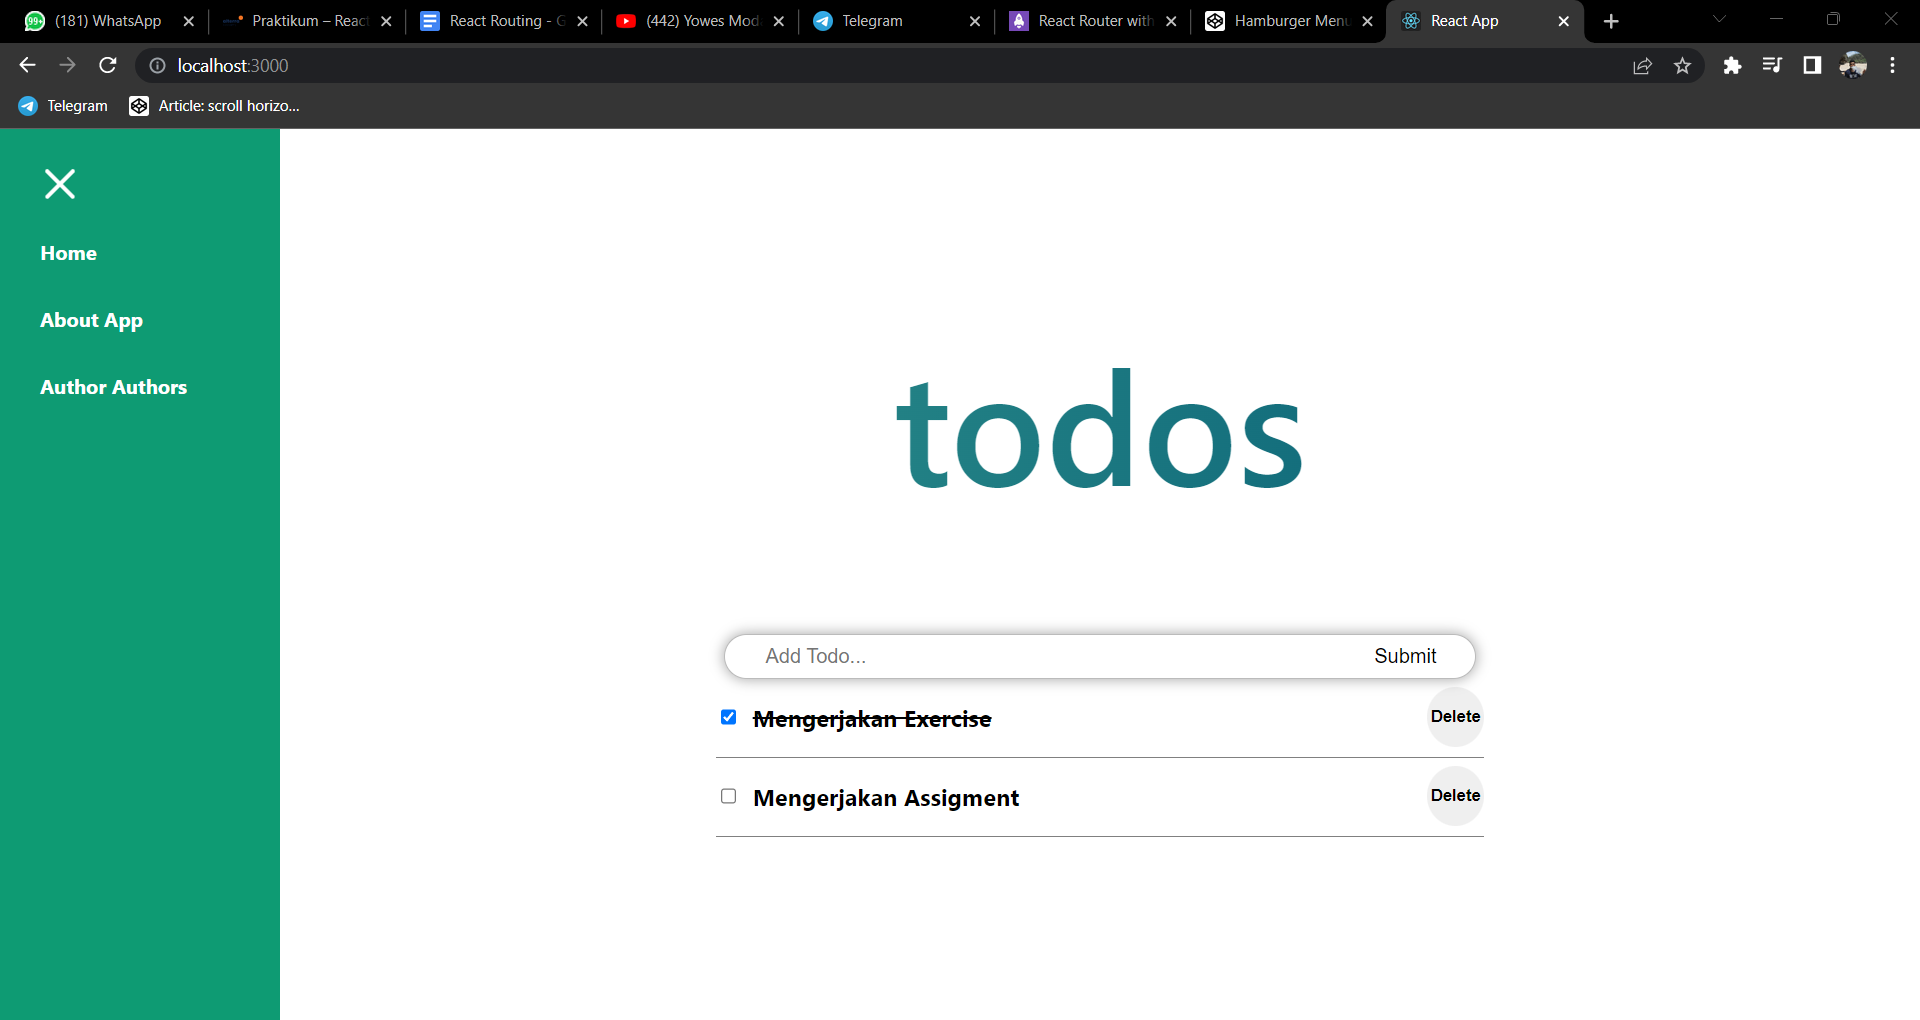 (181) WhatsApp
Praktikum – React
React Routing - G
(442) Yowes Mod
Telegram
React Router with
Hamburger Menu
React App
localhost:3000
Telegram
Article: scroll horizo...
Home
About App
Author Authors
todos
Add Todo...
Submit
Mengerjakan Exercise
Delete
Mengerjakan Assigment
Delete